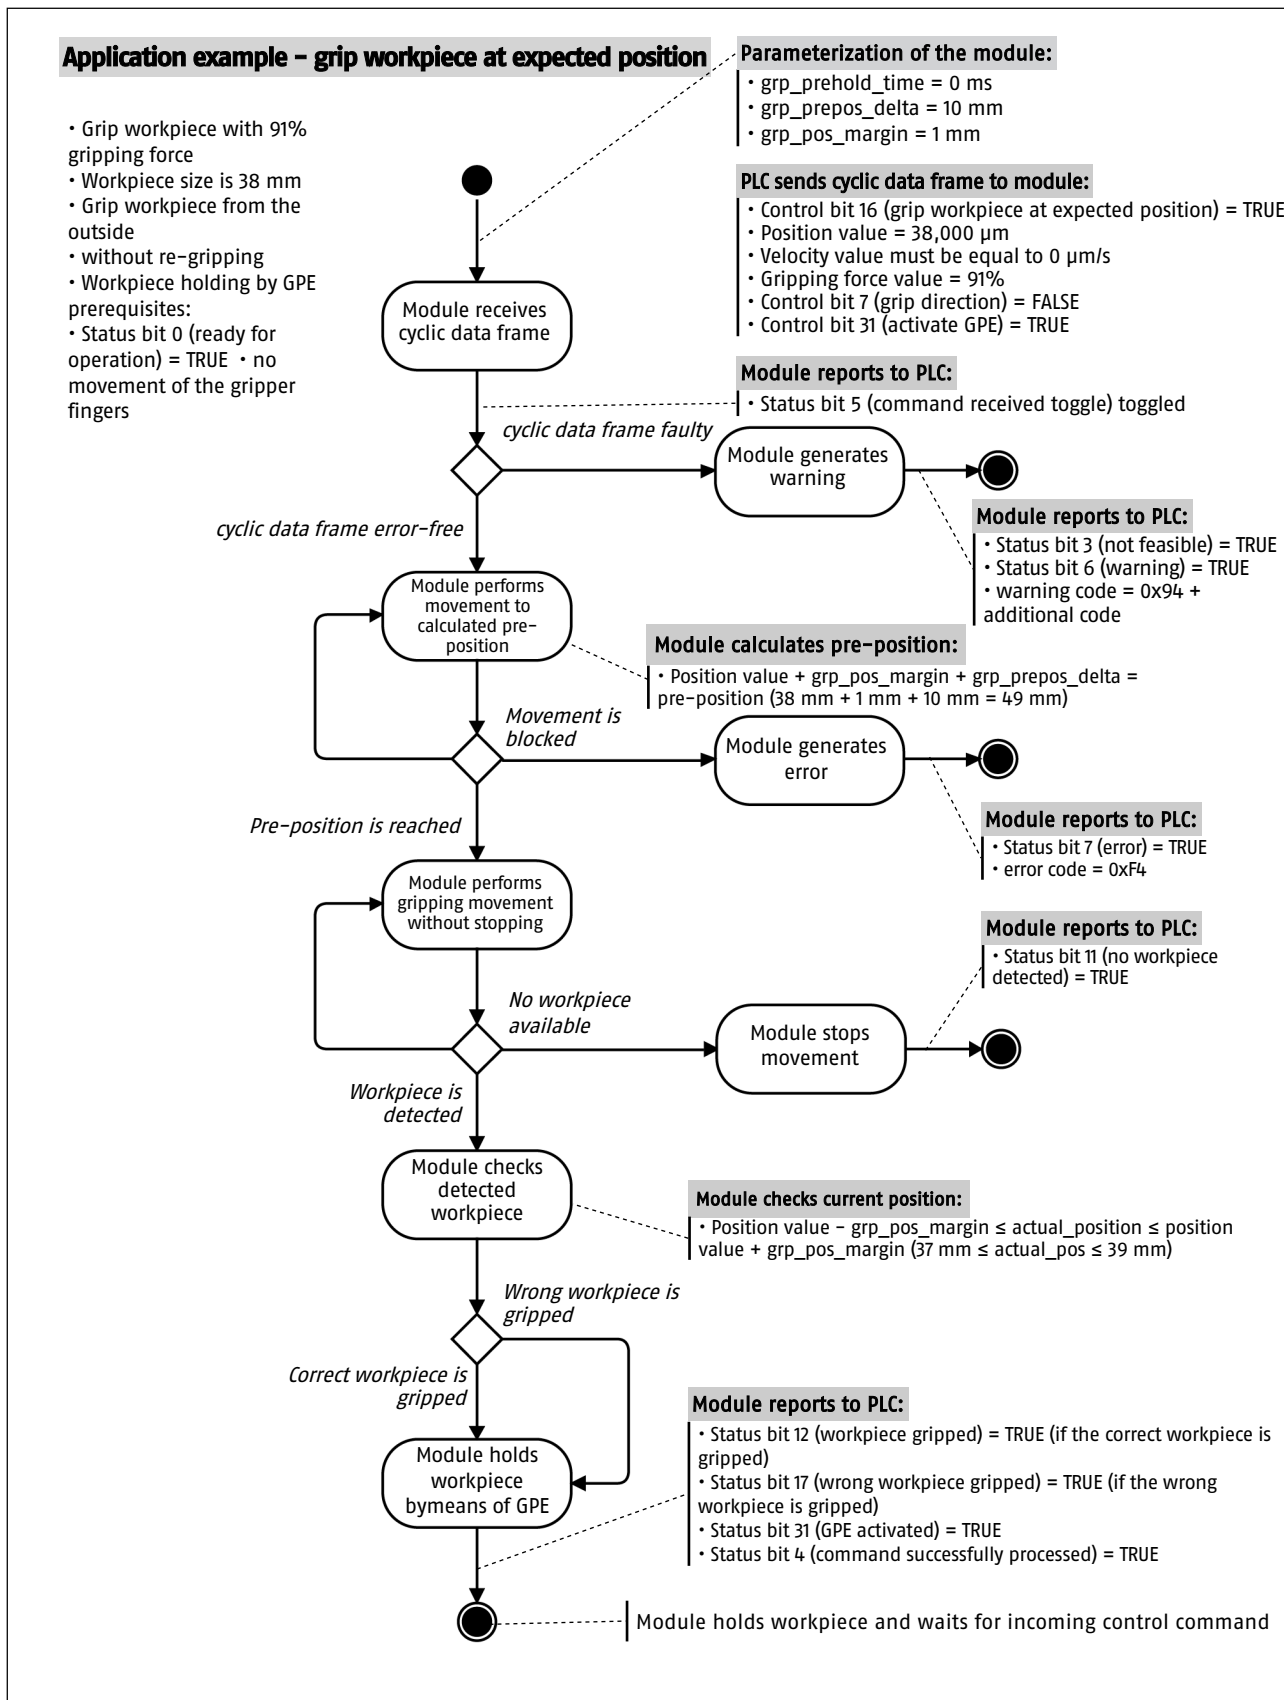 Application example – grip workpiece at expected position
• Grip workpiece with 91%
gripping force
• Workpiece size is 38 mm
• Grip workpiece from the
outside
• without re-gripping
• Workpiece holding by GPE
prerequisites:
• Status bit 0 (ready for
operation) = TRUE • no
movement of the gripper
fingers
Parameterization of the module:
• grp_prehold_time = 0 ms
• grp_prepos_delta = 10 mm
• grp_pos_margin = 1 mm
PLC sends cyclic data frame to module:
• Control bit 16 (grip workpiece at expected position) = TRUE
• Position value = 38,000 µm
• Velocity value must be equal to 0 µm/s
• Gripping force value = 91%
• Control bit 7 (grip direction) = FALSE
• Control bit 31 (activate GPE) = TRUE
Module receives
cyclic data frame
Module reports to PLC:
• Status bit 5 (command received toggle) toggled
cyclic data frame faulty
Module generates
warning
cyclic data frame error-free
Module reports to PLC:
• Status bit 3 (not feasible) = TRUE
• Status bit 6 (warning) = TRUE
• warning code = 0x94 +
additional code
Module performs
movement to
calculated pre-
position
Module calculates pre-position:
• Position value + grp_pos_margin + grp_prepos_delta =
pre-position (38 mm + 1 mm + 10 mm = 49 mm)
Movement is
blocked
Module generates
error
Pre-position is reached
Module reports to PLC:
• Status bit 7 (error) = TRUE
• error code = 0xF4
Module performs
gripping movement
without stopping
Module reports to PLC:
• Status bit 11 (no workpiece
detected) = TRUE
No workpiece
available
Module stops
movement
Workpiece is
detected
Module checks
detected
workpiece
Module checks current position:
• Position value - grp_pos_margin ≤ actual_position ≤ position
value + grp_pos_margin (37 mm ≤ actual_pos ≤ 39 mm)
Wrong workpiece is
gripped
Correct workpiece is
gripped
Module reports to PLC:
• Status bit 12 (workpiece gripped) = TRUE (if the correct workpiece is
gripped)
• Status bit 17 (wrong workpiece gripped) = TRUE (if the wrong
workpiece is gripped)
• Status bit 31 (GPE activated) = TRUE
• Status bit 4 (command successfully processed) = TRUE
Module holds
workpiece
bymeans of GPE
Module holds workpiece and waits for incoming control command